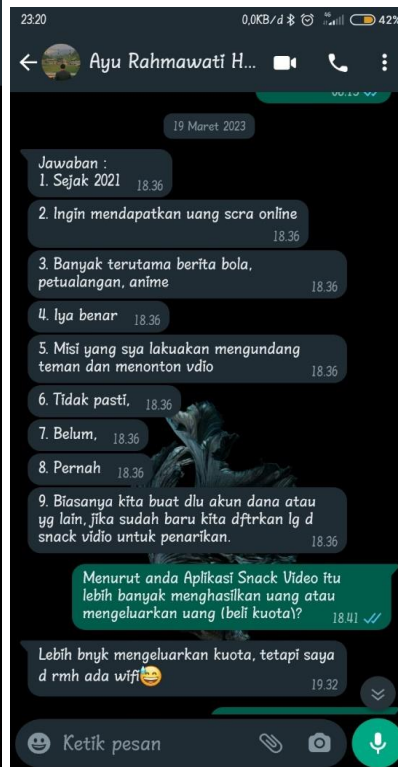 23:20 0,0KB/d 42%
Ayu Rahmawati H...
19 Maret 2023
Jawaban :
1. Sejak 2021 18.36
2. Ingin mendapatkan uang scra online
18.36
3. Banyak terutama berita bola,
petualangan, anime 18.36
4. Iya benar 18.36
5. Misi yang sya lakuakan mengundang
teman dan menonton vdio 18.36
6. Tidak pasti, 18.36
7. Belum, 18.36
8. Pernah 18.36
9. Biasanya kita buat dlu akun dana atau
yg lain, jika sudah baru kita dftrkan lg d
snack vidio untuk penarikan. 18.36
Menurut anda Aplikasi Snack Video itu
lebih banyak menghasilkan uang atau
mengeluarkan uang (beli kuota\? 18.41
Lebih bnyk mengeluarkan kuota, tetapi saya
d rmh ada wifi😅 19.32
Ketik pesan